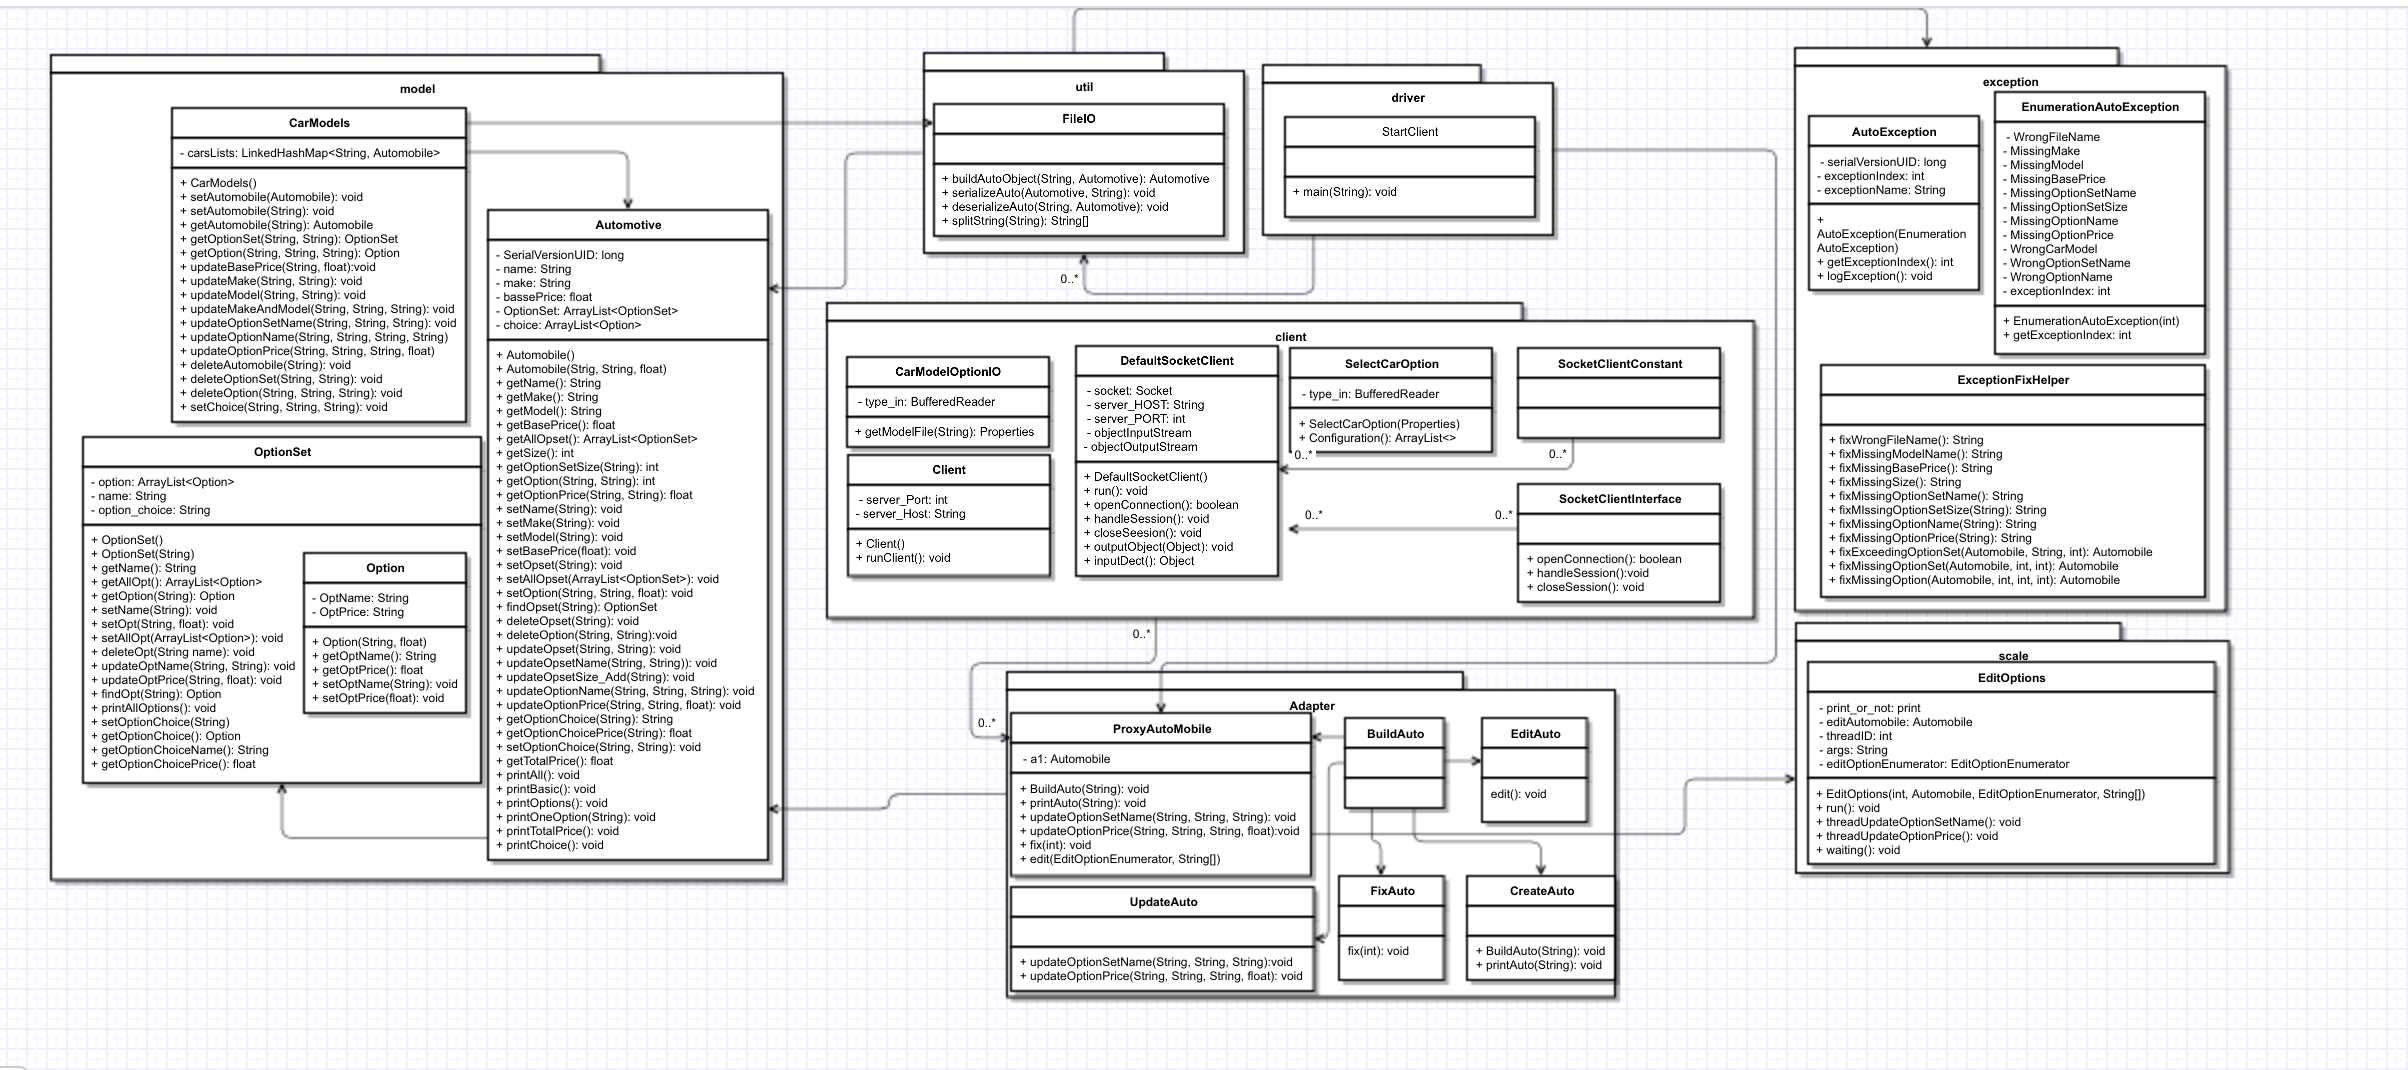 model
CarModels
- carsLists: LinkedHashMap<String, Automobile>
+ CarModels()
+ setAutomobile(Automobile): void
+ setAutomobile(String): void
+ getAutomobile(String): Automobile
+ getOptionSet(String, String): OptionSet
+ getOption(String, String, String): Option
+ updateBasePrice(String, float):void
+ updateMake(String, String): void
+ updateModel(String, String): void
+ updateMakeAndModel(String, String, String): void
+ updateOptionSetName(String, String, String): void
+ updateOptionName(String, String, String, String)
+ updateOptionPrice(String, String, String, float)
+ deleteAutomobile(String): void
+ deleteOptionSet(String, String): void
+ deleteOption(String, String, String): void
+ setChoice(String, String, String): void
OptionSet
- option: ArrayList<Option>
- name: String
- option_choice: String
+ OptionSet()
+ OptionSet(String)
+ getName(): String
+ getAllOpt(): ArrayList<Option>
+ getOption(String): Option
+ setName(String): void
+ setOpt(String, float): void
+ setAllOpt(ArrayList<Option>): void
+ deleteOpt(String name): void
+ updateOptName(String, String): void
+ updateOptPrice(String, float): void
+ findOpt(String): Option
+ printAllOptions(): void
+ setOptionChoice(String)
+ getOptionChoice(): Option
+ getOptionChoiceName(): String
+ getOptionChoicePrice(): float
Option
- OptName: String
- OptPrice: String
+ Option(String, float)
+ getOptName(): String
+ getOptPrice(): float
+ setOptName(String): void
+ setOptPrice(float): void
Automotive
- SerialVersionUID: long
- name: String
- make: String
- bassePrice: float
- OptionSet: ArrayList<OptionSet>
- choice: ArrayList<Option>
+ Automobile()
+ Automobile(Strig, String, float)
+ getName(): String
+ getMake(): String
+ getModel(): String
+ getBasePrice(): float
+ getAllOpset(): ArrayList<OptionSet>
+ getSize(): int
+ getOptionSetSize(String): int
+ getOption(String, String): int
+ getOptionPrice(String, String): float
+ setName(String): void
+ setMake(String): void
+ setModel(String): void
+ setBasePrice(float): void
+ setOpset(String): void
+ setAllOpset(ArrayList<OptionSet>): void
+ setOption(String, String, float): void
+ findOpset(String): OptionSet
+ deleteOpset(String): void
+ deleteOption(String, String):void
+ updateOpset(String, String): void
+ updateOpsetName(String, String)): void
+ updateOpsetSize_Add(String): void
+ updateOptionName(String, String, String): void
+ updateOptionPrice(String, String, float): void
+ getOptionChoice(String): String
+ getOptionChoicePrice(String): float
+ setOptionChoice(String, String): void
+ getTotalPrice(): float
+ printAll(): void
+ printBasic(): void
+ printOptions(): void
+ printOneOption(String): void
+ printTotalPrice(): void
+ printChoice(): void
util
FileIO
+ buildAutoObject(String, Automotive): Automotive
+ serializeAuto(Automotive, String): void
+ deserializeAuto(String, Automotive): void
+ splitString(String): String[]
0..*
driver
StartClient
+ main(String): void
client
CarModelOptionIO
- type_in: BufferedReader
+ getModelFile(String): Properties
Client
- server_Port: int
- server_Host: String
+ Client()
+ runClient(): void
DefaultSocketClient
- socket: Socket
- server_HOST: String
- server_PORT: int
- objectInputStream
- objectOutputStream
+ DefaultSocketClient()
+ run(): void
+ openConnection(): boolean
+ handleSession(): void
+ closeSeesion(): void
+ outputObject(Object): void
+ inputDect(): Object
SelectCarOption
- type_in: BufferedReader
+ SelectCarOption(Properties)
+ Configuration(): ArrayList<>
0..*
0..*
SocketClientConstant
SocketClientInterface
+ openConnection(): boolean
+ handleSession():void
+ closeSession(): void
0..*
0..*
0..*
0..*
Adapter
ProxyAutoMobile
- a1: Automobile
+ BuildAuto(String): void
+ printAuto(String): void
+ updateOptionSetName(String, String, String): void
+ updateOptionPrice(String, String, String, float):void
+ fix(int): void
+ edit(EditOptionEnumerator, String[])
UpdateAuto
+ updateOptionSetName(String, String, String):void
+ updateOptionPrice(String, String, String, float): void
BuildAuto
EditAuto
edit(): void
FixAuto
fix(int): void
CreateAuto
+ BuildAuto(String): void
+ printAuto(String): void
exception
AutoException
- serialVersionUID: long
- exceptionIndex: int
- exceptionName: String
+
AutoException(Enumeration
AutoException)
+ getExceptionIndex(): int
+ logException(): void
EnumerationAutoException
- WrongFileName
- MissingMake
- MissingModel
- MissingBasePrice
- MissingOptionSetName
- MissingOptionSetSize
- MissingOptionName
- MissingOptionPrice
- WrongCarModel
- WrongOptionSetName
- WrongOptionName
- exceptionIndex: int
+ EnumerationAutoException(int)
+ getExceptionIndex: int
ExceptionFixHelper
+ fixWrongFileName(): String
+ fixMissingModelName(): String
+ fixMissingBasePrice(): String
+ fixMissingSize(): String
+ fixMissingOptionSetName(): String
+ fixMIssingOptionSetSize(String): String
+ fixMissingOptionName(String): String
+ fixMissingOptionPrice(String): String
+ fixExceedingOptionSet(Automobile, String, int): Automobile
+ fixMissingOptionSet(Automobile, int, int): Automobile
+ fixMissingOption(Automobile, int, int, int): Automobile
scale
EditOptions
- print_or_not: print
- editAutomobile: Automobile
- threadID: int
- args: String
- editOptionEnumerator: EditOptionEnumerator
+ EditOptions(int, Automobile, EditOptionEnumerator, String[])
+ run(): void
+ threadUpdateOptionSetName(): void
+ threadUpdateOptionPrice(): void
+ waiting(): void